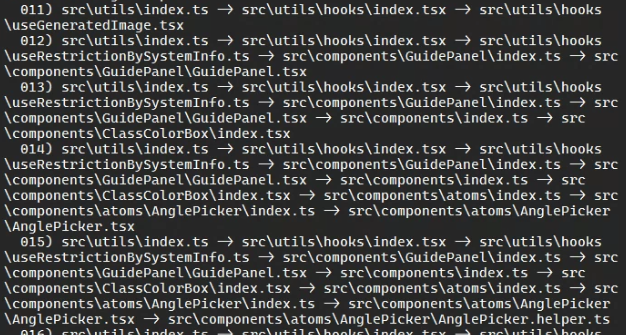 011) src\utils\index.ts → src\utils\hooks\index.tsx → src\utils\hooks
\useGeneratedImage.tsx
012) src\utils\index.ts → src\utils\hooks\index.tsx → src\utils\hooks
\useRestrictionBySystemInfo.ts → src\components\GuidePanel\index.ts → src
\components\GuidePanel\GuidePanel.tsx
013) src\utils\index.ts → src\utils\hooks\index.tsx → src\utils\hooks
\useRestrictionBySystemInfo.ts → src\components\GuidePanel\index.ts → src
\components\GuidePanel\GuidePanel.tsx → src\components\index.ts → src
\components\ClassColorBox\index.tsx
014) src\utils\index.ts → src\utils\hooks\index.tsx → src\utils\hooks
\useRestrictionBySystemInfo.ts → src\components\GuidePanel\index.ts → src
\components\GuidePanel\GuidePanel.tsx → src\components\index.ts → src
\components\ClassColorBox\index.tsx → src\components\atoms\index.ts → src
\components\atoms\AnglePicker\index.ts → src\components\atoms\AnglePicker
\AnglePicker.tsx
015) src\utils\index.ts → src\utils\hooks\index.tsx → src\utils\hooks
\useRestrictionBySystemInfo.ts → src\components\GuidePanel\index.ts → src
\components\GuidePanel\GuidePanel.tsx → src\components\index.ts → src
\components\ClassColorBox\index.tsx → src\components\atoms\index.ts → src
\components\atoms\AnglePicker\index.ts → src\components\atoms\AnglePicker
\AnglePicker.tsx → src\components\atoms\AnglePicker\AnglePicker.helper.ts
016) src\utils\index.ts → src\utils\hooks\index.tsx → src\utils\hooks